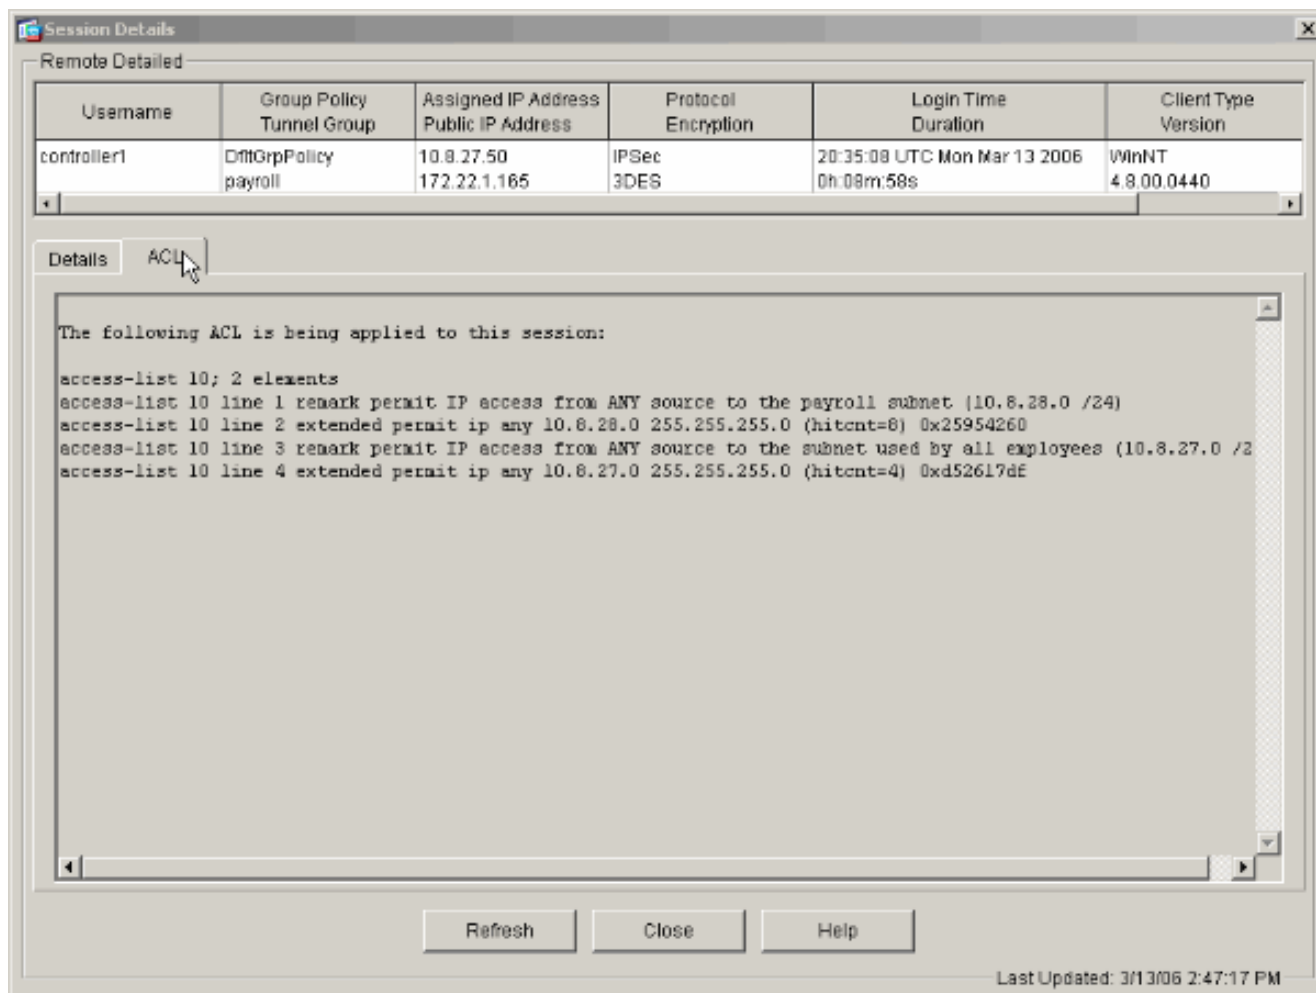 Session Details
Remote Detailed
Username
Group Policy
Tunnel Group
Assigned IP Address
Public IP Address
Protocol
Encryption
Login Time
Duration
Client Type
Version
controller1
DfltGrpPolicy
payroll
10.8.27.50
172.22.1.165
IPSec
3DES
20:35:08 UTC Mon Mar 13 2006
0h:08m:58s
WinNT
4.8.00.0440
Details
ACL
The following ACL is being applied to this session:
access-list 10; 2 elements
access-list 10 line 1 remark permit IP access from ANY source to the payroll subnet (10.8.28.0 /24)
access-list 10 line 2 extended permit ip any 10.8.28.0 255.255.255.0 (hitcnt=8) 0x25954260
access-list 10 line 3 remark permit IP access from ANY source to the subnet used by all employees (10.8.27.0 /2
access-list 10 line 4 extended permit ip any 10.8.27.0 255.255.255.0 (hitcnt=4) 0xd52617df
Refresh
Close
Help
Last Updated: 3/13/06 2:47:17 PM